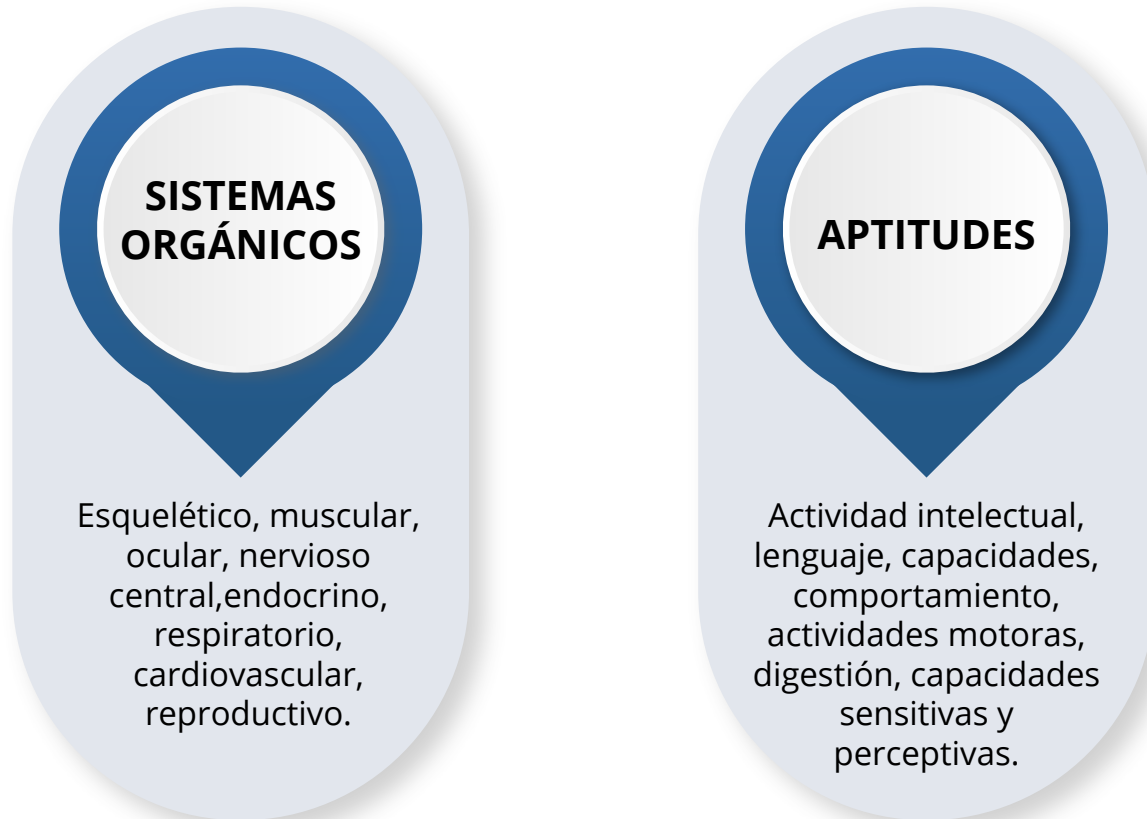 SISTEMAS
ORGÁNICOS
Esquelético, muscular,
ocular, nervioso
central,endocrino,
respiratorio,
cardiovascular,
reproductivo.
APTITUDES
Actividad intelectual,
lenguaje, capacidades,
comportamiento,
actividades motoras,
digestión, capacidades
sensitivas y
perceptivas.